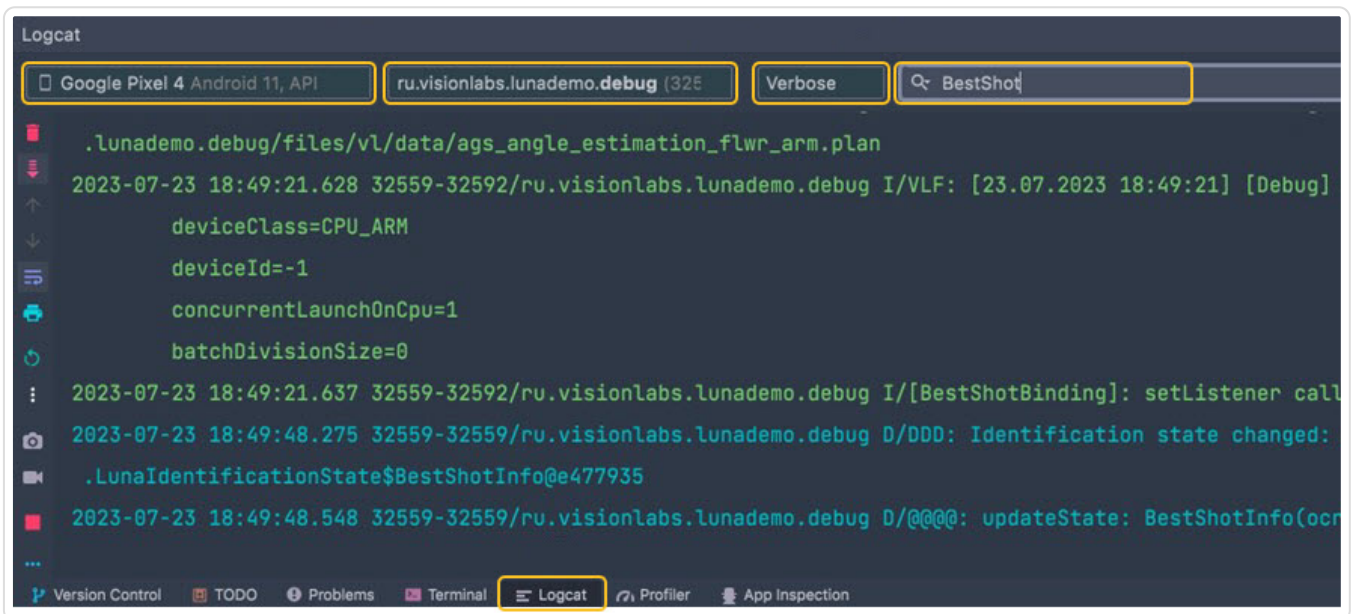 Logcat
Google Pixel 4 Android 11, API
ru.visionlabs.lunademo.debug (325
Verbose
BestShot
.lunademo.debug/files/vl/data/ags_angle_estimation_flwr_arm.plan
2023-07-23 18:49:21.628 32559-32592/ru.visionlabs.lunademo.debug I/VLF: [23.07.2023 18:49:21] [Debug]
deviceClass=CPU_ARM
deviceId=-1
concurrentLaunchOnCpu=1
batchDivisionSize=0
2023-07-23 18:49:21.637 32559-32592/ru.visionlabs.lunademo.debug I/[BestShotBinding]: setListener call
2023-07-23 18:49:48.275 32559-32559/ru.visionlabs.lunademo.debug D/DDD: Identification state changed:
.LunaIdentificationState$BestShotInfo@e477935
2023-07-23 18:49:48.548 32559-32559/ru.visionlabs.lunademo.debug D/@@@@: updateState: BestShotInfo(ocr
Version Control TODO Problems Terminal Logcat Profiler App Inspection